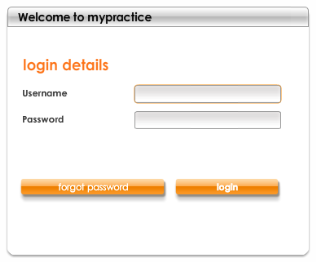 Welcome to mypractice
login details
Username
Password
forgot password login